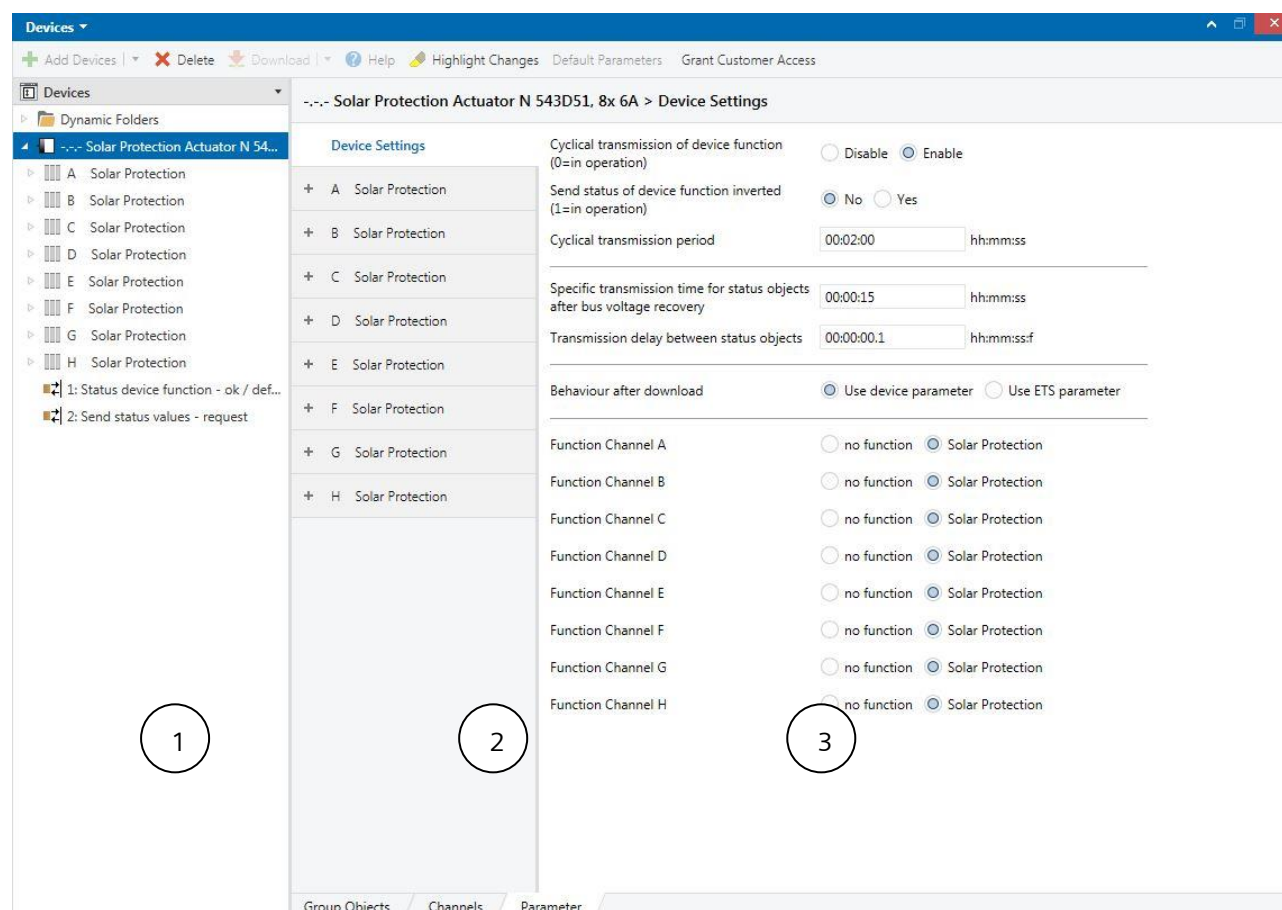 Devices
Add Devices
Delete
Download
Help
Highlight Changes
Default Parameters
Grant Customer Access
Devices
Dynamic Folders
-.-.- Solar Protection Actuator N 54...
A Solar Protection
B Solar Protection
C Solar Protection
D Solar Protection
E Solar Protection
F Solar Protection
G Solar Protection
H Solar Protection
1: Status device function - ok / def...
2: Send status values - request
-.-.- Solar Protection Actuator N 543D51, 8x 6A > Device Settings
Device Settings
+ A Solar Protection
+ B Solar Protection
+ C Solar Protection
+ D Solar Protection
+ E Solar Protection
+ F Solar Protection
+ G Solar Protection
+ H Solar Protection
Cyclical transmission of device function
(0=in operation)
Disable Enable
Send status of device function inverted
(1=in operation)
No Yes
Cyclical transmission period 00:02:00 hh:mm:ss
Specific transmission time for status objects
after bus voltage recovery
00:00:15 hh:mm:ss
Transmission delay between status objects 00:00:00.1 hh:mm:ss:f
Behaviour after download Use device parameter Use ETS parameter
Function Channel A no function Solar Protection
Function Channel B no function Solar Protection
Function Channel C no function Solar Protection
Function Channel D no function Solar Protection
Function Channel E no function Solar Protection
Function Channel F no function Solar Protection
Function Channel G no function Solar Protection
Function Channel H no function Solar Protection
1
2
3
Group Objects
Channels
Parameter